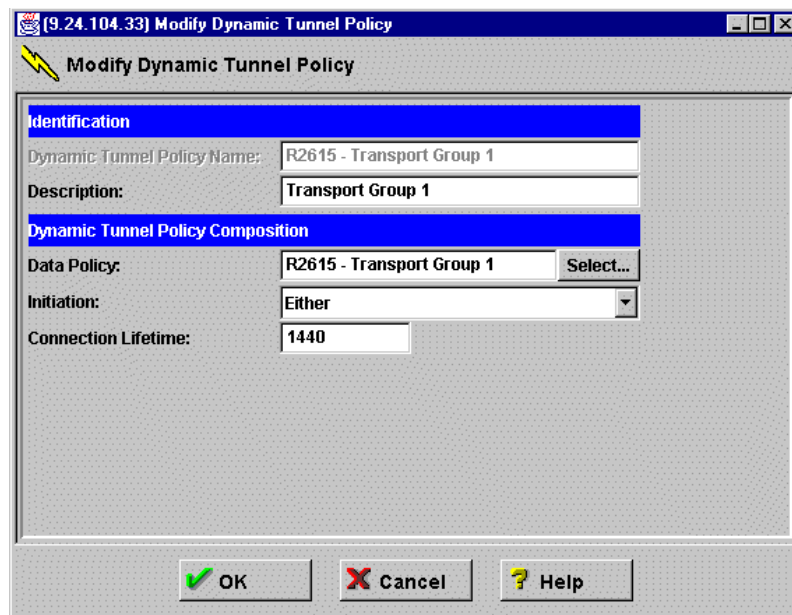 (9.24.104.33) Modify Dynamic Tunnel Policy
Modify Dynamic Tunnel Policy
Identification
Dynamic Tunnel Policy Name: R2615 - Transport Group 1
Description: Transport Group 1
Dynamic Tunnel Policy Composition
Data Policy: R2615 - Transport Group 1 Select...
Initiation: Either
Connection Lifetime: 1440
OK Cancel ? Help